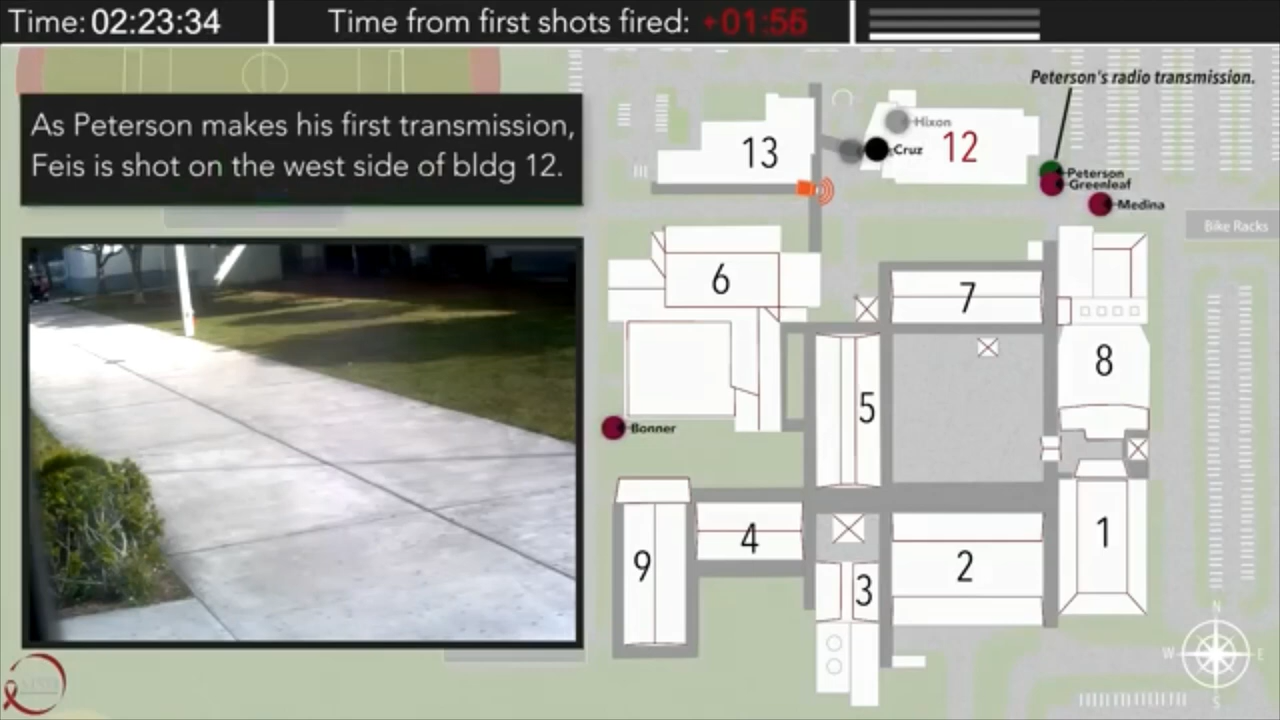 Time: 02:23:34
Time from first shots fired: +01:56
Peterson's radio transmission.
As Peterson makes his first transmission,
Feis is shot on the west side of bldg 12.
Hixon
13
Cruz
12
Peterson
Greenleaf
Medina
Bike Racks
6
7
8
5
Bonner
9
4
3
2
1
N
W
E
S